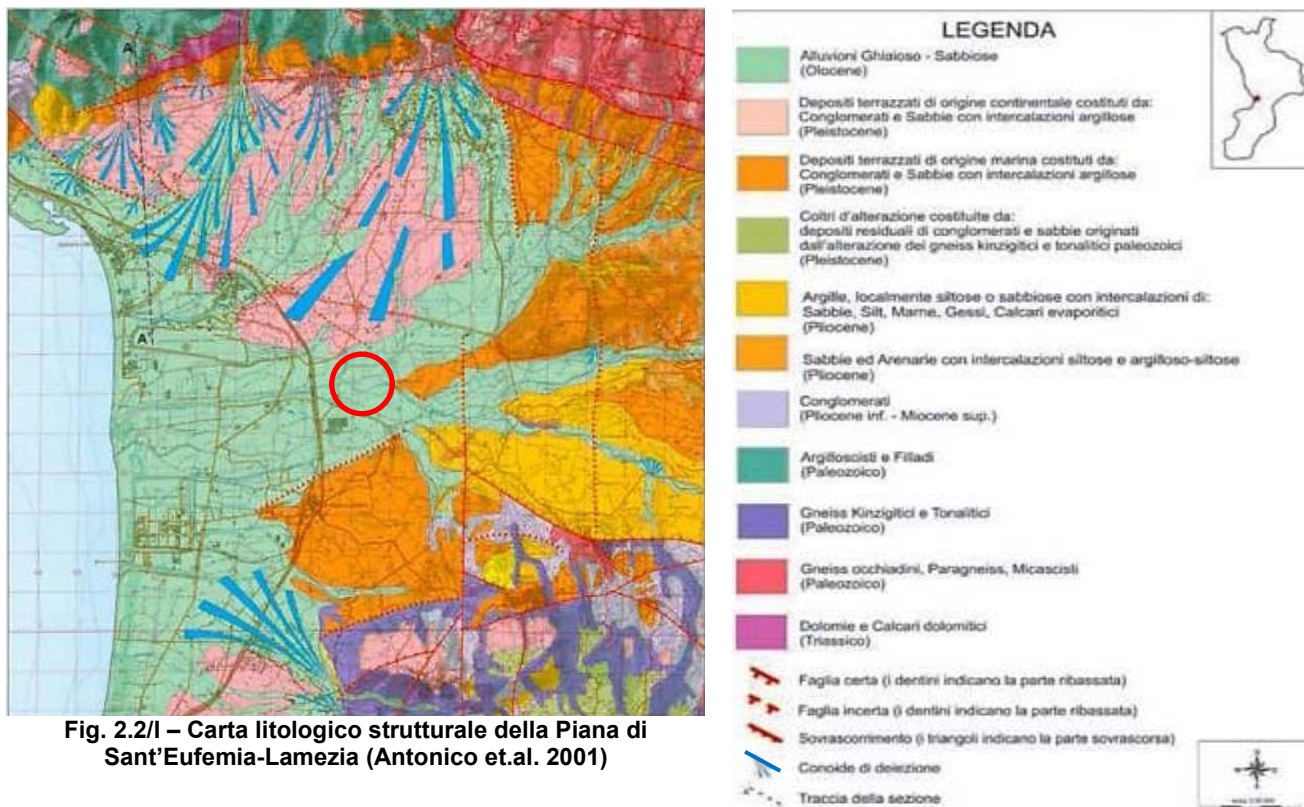 A
A'
Fig. 2.2/I – Carta litologico strutturale della Piana di
Sant'Eufemia-Lamezia (Antonico et.al. 2001)
LEGENDA
Alluvioni Ghiaioso - Sabbiose
(Olocene)
Depositi terrazzati di origine continentale costituti da:
Conglomerati e Sabbie con intercalazioni argillose
(Pleistocene)
Depositi terrazzati di origine marina costituti da:
Conglomerati e Sabbie con intercalazioni argillose
(Pleistocene)
Coltri d'alterazione costituite da:
depositi residuali di conglomerati e sabbie originati
dall'alterazione dei gneiss kinzigitici e tonalitici paleozoici
(Pleistocene)
Argille, localmente siltose o sabbiose con intercalazioni di:
Sabbie, Silt, Marne, Gessi, Calcari evaporitici
(Pliocene)
Sabbie ed Arenarie con intercalazioni siltose e argilloso-siltose
(Pliocene)
Conglomerati
(Pliocene inf. - Miocene sup.)
Argilloscisti e Filladi
(Paleozoico)
Gneiss Kinzigitici e Tonalitici
(Paleozoico)
Gneiss occhiadini, Paragneiss, Micascisti
(Paleozoico)
Dolomie e Calcari dolomitici
(Triassico)
Faglia certa (i dentini indicano la parte ribassata)
Faglia incerta (i dentini indicano la parte ribassata)
Sovrascorrimento (i triangoli indicano la parte sovrascorsa)
Conoide di deiezione
Traccia della sezione